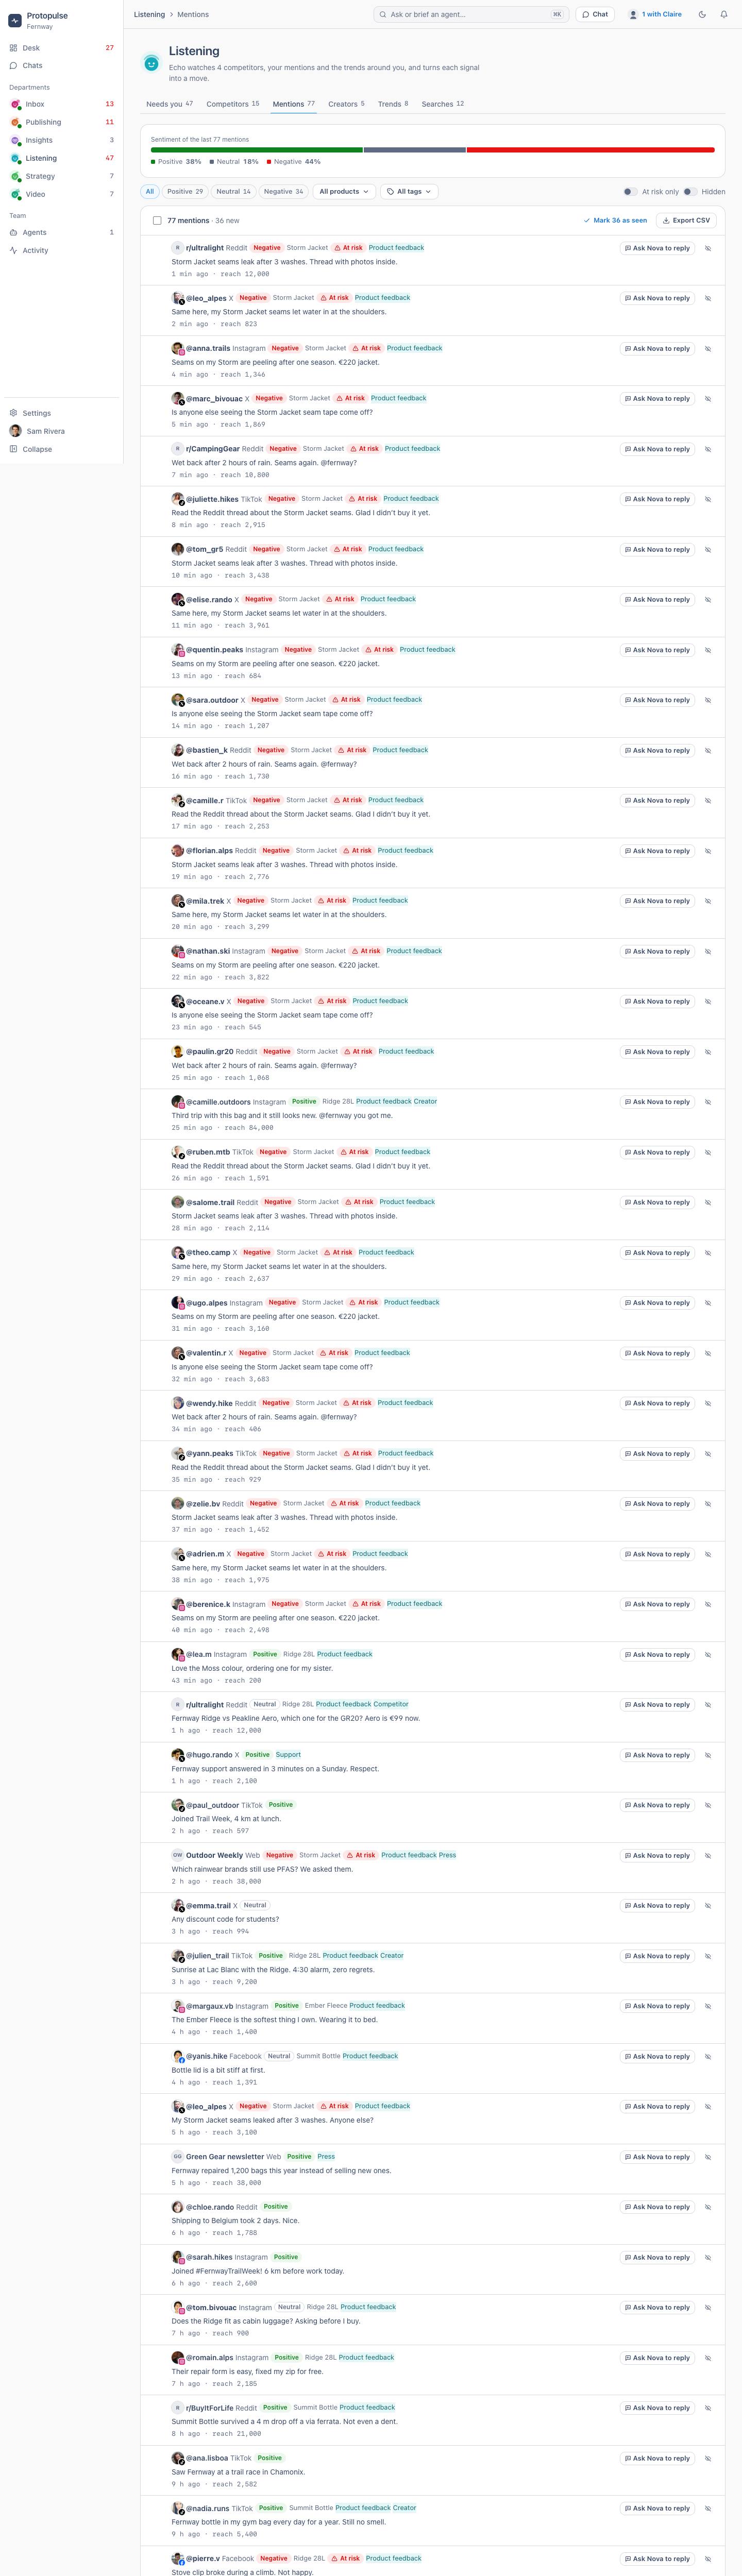 Protopulse
Fernway
Desk 27
Chats
Departments
Inbox 13
Publishing 11
Insights 3
Listening 47
Strategy 7
Video 7
Team
Agents 1
Activity
Settings
Sam Rivera
Collapse
Listening > Mentions
Ask or brief an agent... ⌘K
Chat
1 with Claire
Listening
Echo watches 4 competitors, your mentions and the trends around you, and turns each signal
into a move.
Needs you 47 Competitors 15 Mentions 77 Creators 5 Trends 8 Searches 12
Sentiment of the last 77 mentions
Positive 38% Neutral 18% Negative 44%
All Positive 29 Neutral 14 Negative 34 All products All tags At risk only Hidden
77 mentions · 36 new Mark 36 as seen Export CSV
R r/ultralight Reddit Negative Storm Jacket At risk Product feedback Ask Nova to reply
Storm Jacket seams leak after 3 washes. Thread with photos inside.
1 min ago · reach 12,000
@leo_alpes X Negative Storm Jacket At risk Product feedback Ask Nova to reply
Same here, my Storm Jacket seams let water in at the shoulders.
2 min ago · reach 823
@anna.trails Instagram Negative Storm Jacket At risk Product feedback Ask Nova to reply
Seams on my Storm are peeling after one season. €220 jacket.
4 min ago · reach 1,346
@marc_bivouac X Negative Storm Jacket At risk Product feedback Ask Nova to reply
Is anyone else seeing the Storm Jacket seam tape come off?
5 min ago · reach 1,869
R r/CampingGear Reddit Negative Storm Jacket At risk Product feedback Ask Nova to reply
Wet back after 2 hours of rain. Seams again. @fernway?
7 min ago · reach 10,800
@juliette.hikes TikTok Negative Storm Jacket At risk Product feedback Ask Nova to reply
Read the Reddit thread about the Storm Jacket seams. Glad I didn't buy it yet.
8 min ago · reach 2,915
@tom_gr5 Reddit Negative Storm Jacket At risk Product feedback Ask Nova to reply
Storm Jacket seams leak after 3 washes. Thread with photos inside.
10 min ago · reach 3,438
@elise.rando X Negative Storm Jacket At risk Product feedback Ask Nova to reply
Same here, my Storm Jacket seams let water in at the shoulders.
11 min ago · reach 3,961
@quentin.peaks Instagram Negative Storm Jacket At risk Product feedback Ask Nova to reply
Seams on my Storm are peeling after one season. €220 jacket.
13 min ago · reach 684
@sara.outdoor X Negative Storm Jacket At risk Product feedback Ask Nova to reply
Is anyone else seeing the Storm Jacket seam tape come off?
14 min ago · reach 1,207
@bastien_k Reddit Negative Storm Jacket At risk Product feedback Ask Nova to reply
Wet back after 2 hours of rain. Seams again. @fernway?
16 min ago · reach 1,730
@camille.r TikTok Negative Storm Jacket At risk Product feedback Ask Nova to reply
Read the Reddit thread about the Storm Jacket seams. Glad I didn't buy it yet.
17 min ago · reach 2,253
@florian.alps Reddit Negative Storm Jacket At risk Product feedback Ask Nova to reply
Storm Jacket seams leak after 3 washes. Thread with photos inside.
19 min ago · reach 2,776
@mila.trek X Negative Storm Jacket At risk Product feedback Ask Nova to reply
Same here, my Storm Jacket seams let water in at the shoulders.
20 min ago · reach 3,299
@nathan.ski Instagram Negative Storm Jacket At risk Product feedback Ask Nova to reply
Seams on my Storm are peeling after one season. €220 jacket.
22 min ago · reach 3,822
@oceane.v X Negative Storm Jacket At risk Product feedback Ask Nova to reply
Is anyone else seeing the Storm Jacket seam tape come off?
23 min ago · reach 545
@paulin.gr20 Reddit Negative Storm Jacket At risk Product feedback Ask Nova to reply
Wet back after 2 hours of rain. Seams again. @fernway?
25 min ago · reach 1,068
@camille.outdoors Instagram Positive Ridge 28L Product feedback Creator Ask Nova to reply
Third trip with this bag and it still looks new. @fernway you got me.
25 min ago · reach 84,000
@ruben.mtb TikTok Negative Storm Jacket At risk Product feedback Ask Nova to reply
Read the Reddit thread about the Storm Jacket seams. Glad I didn't buy it yet.
26 min ago · reach 1,591
@salome.trail Reddit Negative Storm Jacket At risk Product feedback Ask Nova to reply
Storm Jacket seams leak after 3 washes. Thread with photos inside.
28 min ago · reach 2,114
@theo.camp X Negative Storm Jacket At risk Product feedback Ask Nova to reply
Same here, my Storm Jacket seams let water in at the shoulders.
29 min ago · reach 2,637
@ugo.alpes Instagram Negative Storm Jacket At risk Product feedback Ask Nova to reply
Seams on my Storm are peeling after one season. €220 jacket.
31 min ago · reach 3,160
@valentin.r X Negative Storm Jacket At risk Product feedback Ask Nova to reply
Is anyone else seeing the Storm Jacket seam tape come off?
32 min ago · reach 3,683
@wendy.hike Reddit Negative Storm Jacket At risk Product feedback Ask Nova to reply
Wet back after 2 hours of rain. Seams again. @fernway?
34 min ago · reach 406
@yann.peaks TikTok Negative Storm Jacket At risk Product feedback Ask Nova to reply
Read the Reddit thread about the Storm Jacket seams. Glad I didn't buy it yet.
35 min ago · reach 929
@zelie.bv Reddit Negative Storm Jacket At risk Product feedback Ask Nova to reply
Storm Jacket seams leak after 3 washes. Thread with photos inside.
37 min ago · reach 1,452
@adrien.m X Negative Storm Jacket At risk Product feedback Ask Nova to reply
Same here, my Storm Jacket seams let water in at the shoulders.
38 min ago · reach 1,975
@berenice.k Instagram Negative Storm Jacket At risk Product feedback Ask Nova to reply
Seams on my Storm are peeling after one season. €220 jacket.
40 min ago · reach 2,498
@lea.m Instagram Positive Ridge 28L Product feedback Ask Nova to reply
Love the Moss colour, ordering one for my sister.
43 min ago · reach 200
R r/ultralight Reddit Neutral Ridge 28L Product feedback Competitor Ask Nova to reply
Fernway Ridge vs Peakline Aero, which one for the GR20? Aero is €99 now.
1 h ago · reach 12,000
@hugo.rando X Positive Support Ask Nova to reply
Fernway support answered in 3 minutes on a Sunday. Respect.
1 h ago · reach 2,100
@paul_outdoor TikTok Positive Ask Nova to reply
Joined Trail Week, 4 km at lunch.
2 h ago · reach 597
OW Outdoor Weekly Web Negative Storm Jacket At risk Product feedback Press Ask Nova to reply
Which rainwear brands still use PFAS? We asked them.
2 h ago · reach 38,000
@emma.trail X Neutral Ask Nova to reply
Any discount code for students?
3 h ago · reach 994
@julien_trail TikTok Positive Ridge 28L Product feedback Creator Ask Nova to reply
Sunrise at Lac Blanc with the Ridge. 4:30 alarm, zero regrets.
3 h ago · reach 9,200
@margaux.vb Instagram Positive Ember Fleece Product feedback Ask Nova to reply
The Ember Fleece is the softest thing I own. Wearing it to bed.
4 h ago · reach 1,400
@yanis.hike Facebook Neutral Summit Bottle Product feedback Ask Nova to reply
Bottle lid is a bit stiff at first.
4 h ago · reach 1,391
@leo_alpes X Negative Storm Jacket At risk Product feedback Ask Nova to reply
My Storm Jacket seams leaked after 3 washes. Anyone else?
5 h ago · reach 3,100
GG Green Gear newsletter Web Positive Press Ask Nova to reply
Fernway repaired 1,200 bags this year instead of selling new ones.
5 h ago · reach 38,000
@chloe.rando Reddit Positive Ask Nova to reply
Shipping to Belgium took 2 days. Nice.
6 h ago · reach 1,788
@sarah.hikes Instagram Positive Ask Nova to reply
Joined #FernwayTrailWeek! 6 km before work today.
6 h ago · reach 2,600
@tom.bivouac Instagram Neutral Ridge 28L Product feedback Ask Nova to reply
Does the Ridge fit as cabin luggage? Asking before I buy.
7 h ago · reach 900
@romain.alps Instagram Positive Ridge 28L Product feedback Ask Nova to reply
Their repair form is easy, fixed my zip for free.
7 h ago · reach 2,185
R r/BuyItForLife Reddit Positive Summit Bottle Product feedback Ask Nova to reply
Summit Bottle survived a 4 m drop off a via ferrata. Not even a dent.
8 h ago · reach 21,000
@ana.lisboa TikTok Positive Ask Nova to reply
Saw Fernway at a trail race in Chamonix.
9 h ago · reach 2,582
@nadia.runs TikTok Positive Summit Bottle Product feedback Creator Ask Nova to reply
Fernway bottle in my gym bag every day for a year. Still no smell.
9 h ago · reach 5,400
@pierre.v Facebook Negative Ridge 28L At risk Product feedback Ask Nova to reply
Stove clip broke during a climb. Not happy.